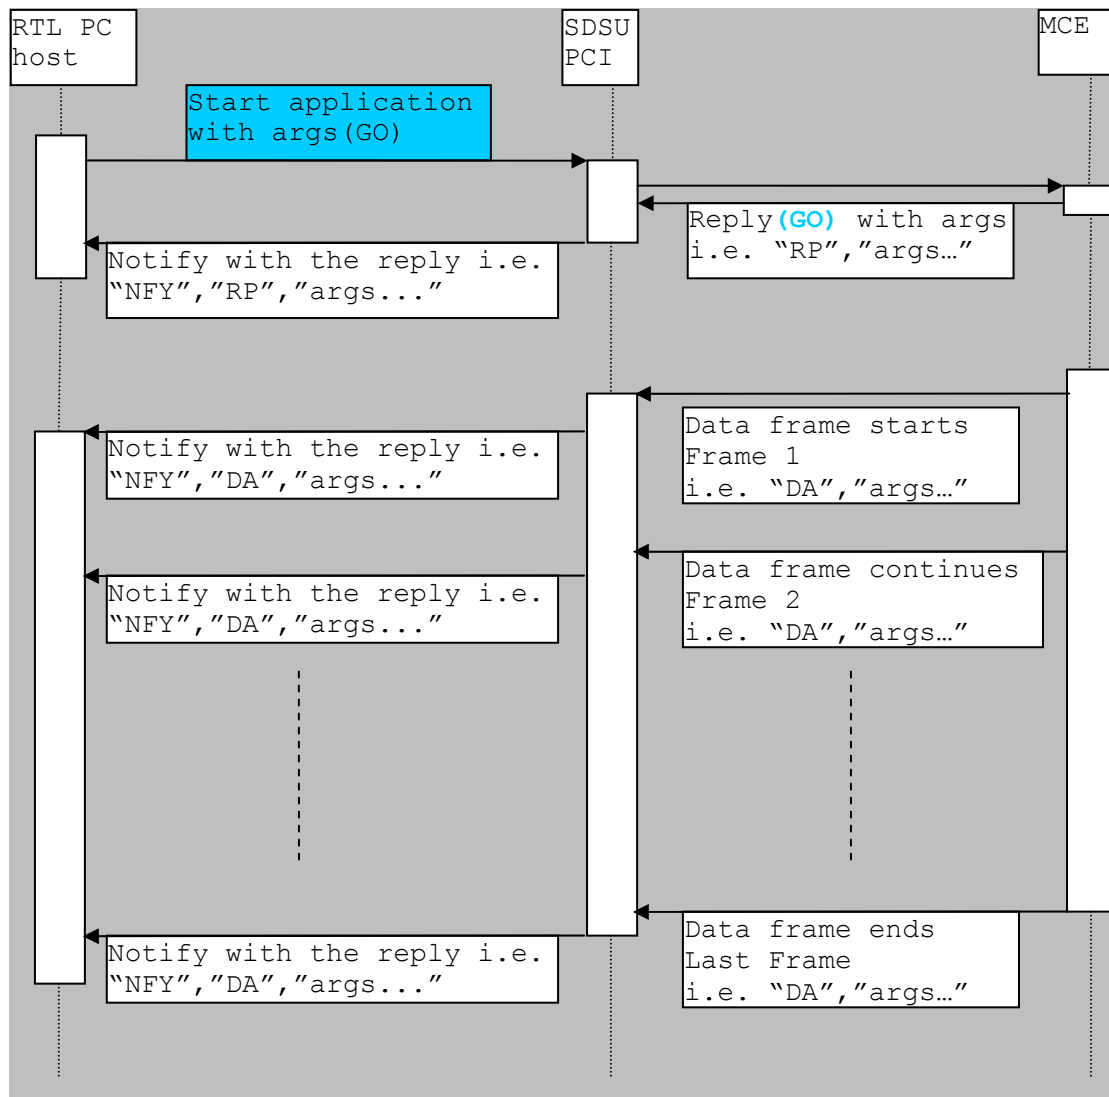 RTL PC
host
SDSU
PCI
MCE
Start application
with args(GO)
Reply(GO) with args
i.e. “RP”,”args…”
Notify with the reply i.e.
“NFY”,”RP”,”args...”
Data frame starts
Frame 1
i.e. “DA”,”args…”
Notify with the reply i.e.
“NFY”,”DA”,”args...”
Data frame continues
Frame 2
i.e. “DA”,”args…”
Notify with the reply i.e.
“NFY”,”DA”,”args...”
Data frame ends
Last Frame
i.e. “DA”,”args…”
Notify with the reply i.e.
“NFY”,”DA”,”args...”